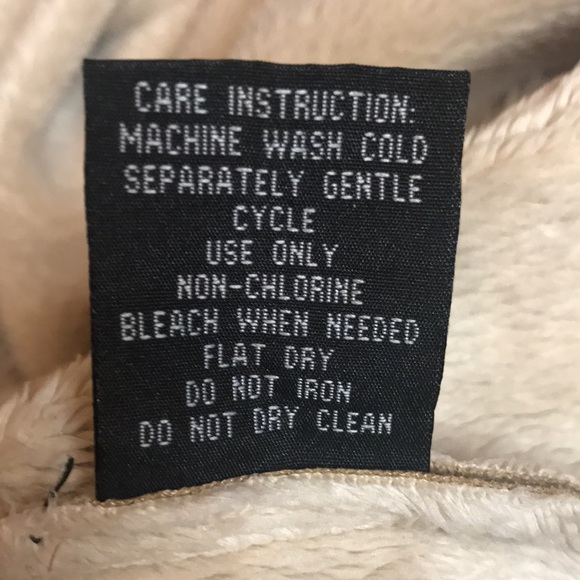 CARE INSTRUCTION:
MACHINE WASH COLD
SEPARATELY GENTLE
CYCLE
USE ONLY
NON-CHLORINE
BLEACH WHEN NEEDED
FLAT DRY
DO NOT IRON
DO NOT DRY CLEAN